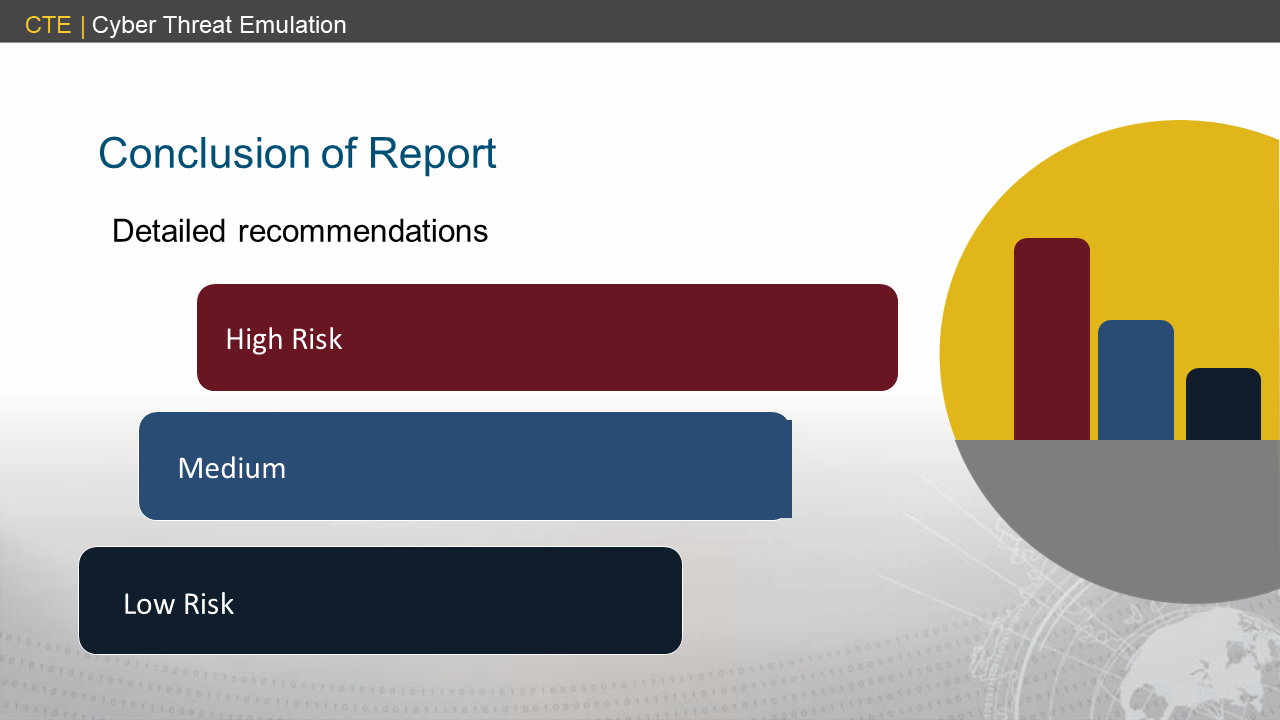 CTE | Cyber Threat Emulation
Conclusion of Report
Detailed recommendations
High Risk
Medium
Low Risk